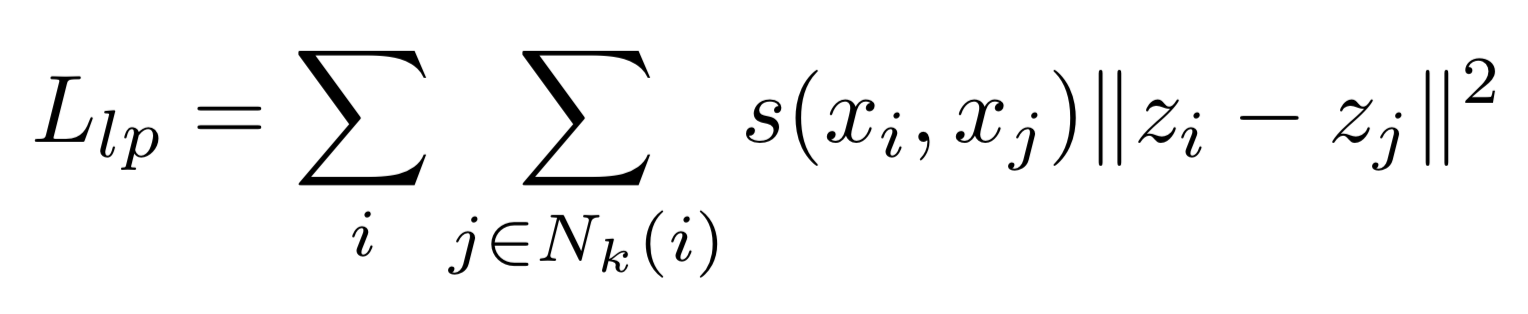 L_{lp} = \sum_{i} \sum_{j \in N_k(i)} s(x_i, x_j) \| z_i - z_j \|^2